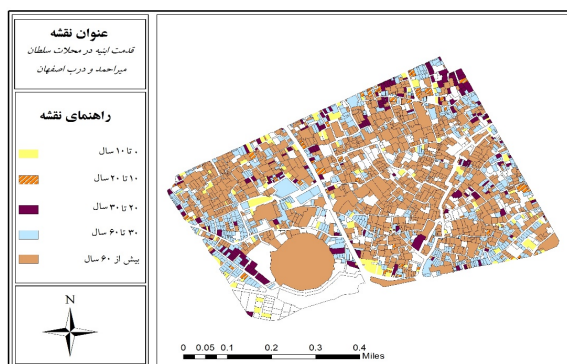 عنوان نقشه
قدمت ابنیه در محلات سلطان
میراحمد و درب اصفهان
راهنمای نقشه
۰ تا ۱۰ سال
۱۰ تا ۲۰ سال
۲۰ تا ۳۰ سال
۳۰ تا ۶۰ سال
بیش از ۶۰ سال
N
0 0.05 0.1 0.2 0.3 0.4
Miles